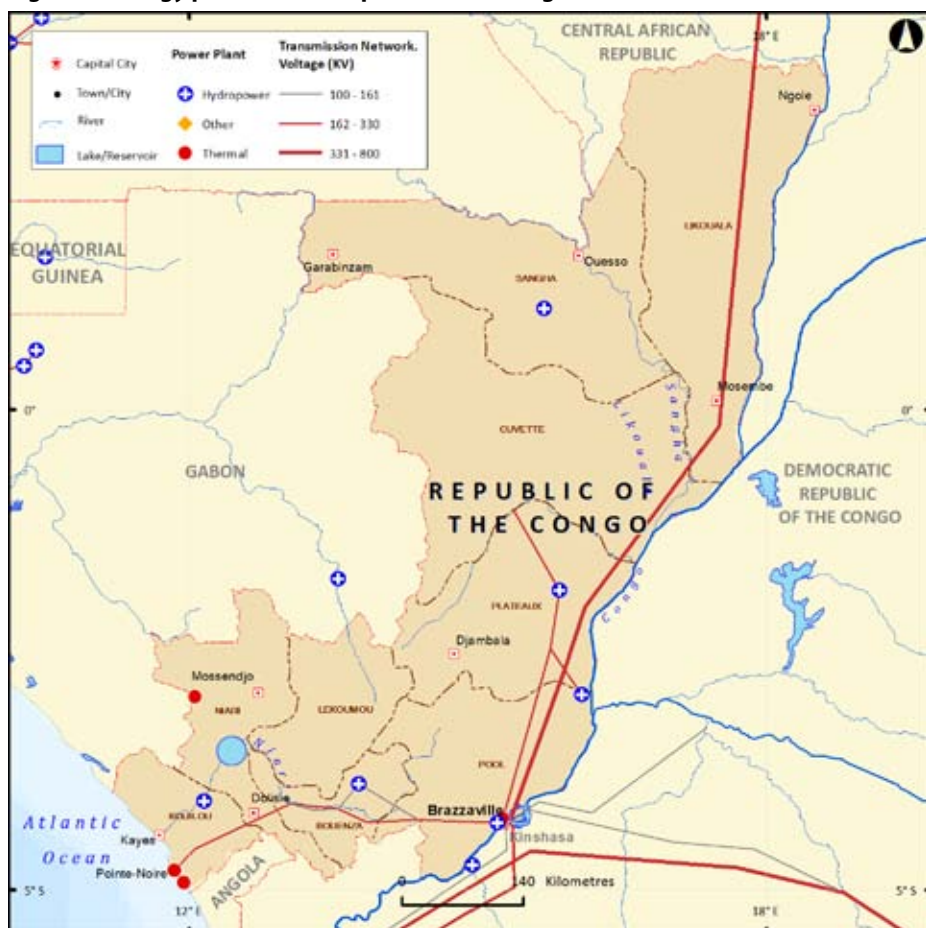 CENTRAL AFRICAN
REPUBLIC
18° E
Power Plant
Transmission Network.
Voltage (KV)
Capital City
Town/City
River
Lake/Reservoir
Hydropower
Other
Thermal
100 - 161
162 - 330
331 - 800
Ngole
LIKOUALA
EQUATORIAL
GUINEA
Garabinzam
Ouesso
SANGHA
Mosembe
Sangha
Likouala
0°
0°
CUVETTE
GABON
DEMOCRATIC
REPUBLIC
OF THE CONGO
REPUBLIC OF
THE CONGO
Congo
PLATEAUX
Djambala
Mossendjo
NIARI
LEKOUMOU
Niari
POOL
Dousie
KOUILOU
BOUENZA
Brazzaville
Kinshasa
Atlantic
Ocean
Kayes
Pointe-Noire
ANGOLA
0
140 Kilometres
5° S
5° S
12° E
18° E